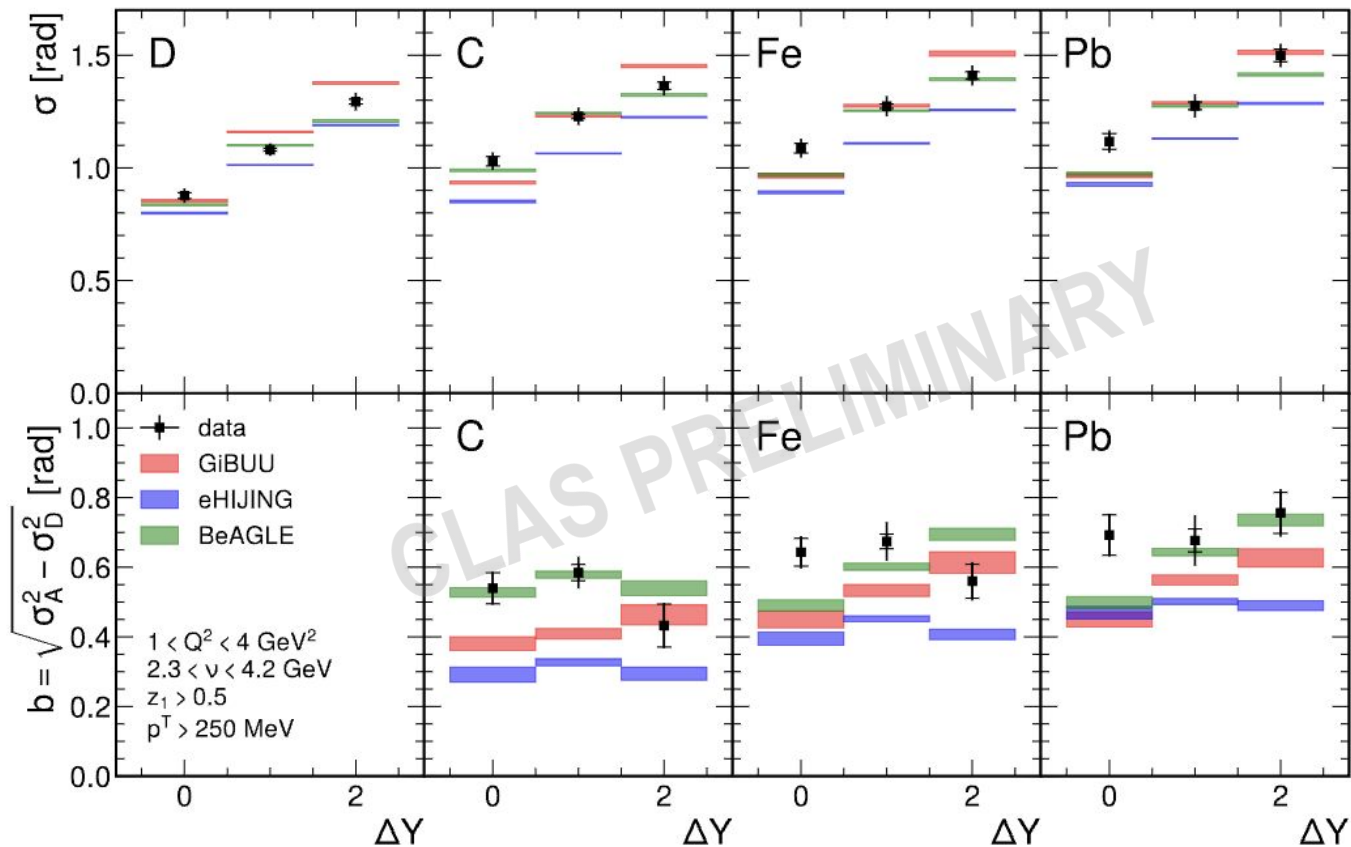 σ [rad]
1.5
1.0
0.5
0.0
D
C
Fe
Pb
b = √σ²_A − σ²_D [rad]
1.0
0.8
0.6
0.4
0.2
0.0
data
GiBUU
eHIJING
BeAGLE
1 < Q² < 4 GeV²
2.3 < ν < 4.2 GeV
z₁ > 0.5
pᵀ > 250 MeV
C
Fe
Pb
CLAS PRELIMINARY
0 2
0 2
0 2
0 2
ΔY
ΔY
ΔY
ΔY